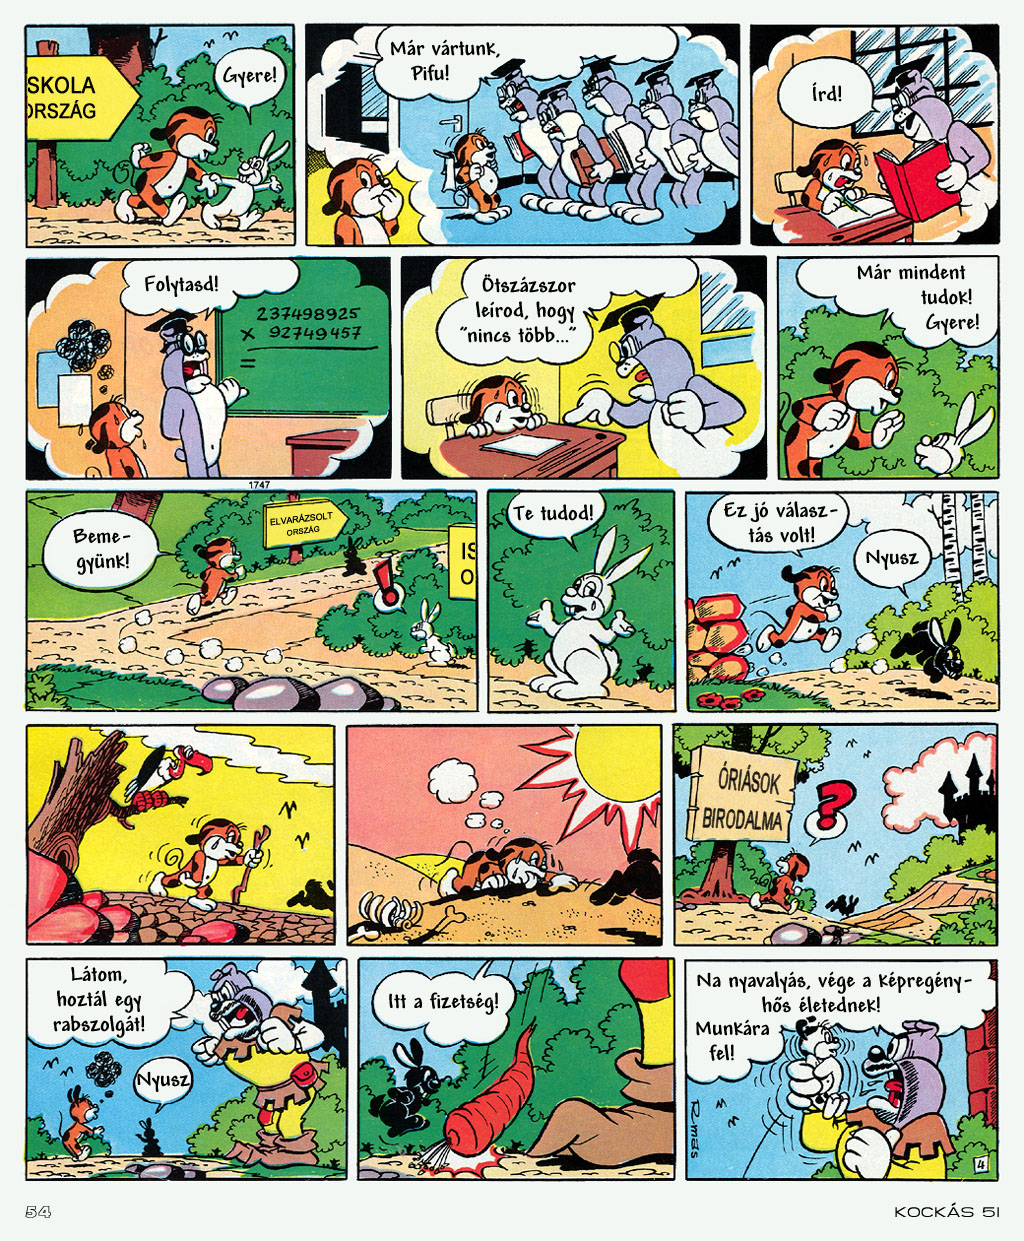 SKOLA
ORSZÁG
Gyere!
Már vártunk,
Pifu!
Írd!
Folytasd!
237498925
× 92749457
=
Ötszázszor
leírod, hogy
"nincs több..."
Már mindent
tudok!
Gyere!
1747
Beme-
gyünk!
ELVARÁZSOLT
ORSZÁG
!
IS
O
Te tudod!
Ez jó válasz-
tás volt!
Nyusz
ÓRIÁSOK
BIRODALMA
?
Látom,
hoztál egy
rabszolgát!
Nyusz
Itt a fizetség!
Na nyavalyás, vége a képregény-
hős életednek!
Munkára
fel!
R.mas
4
54
KOCKÁS 51